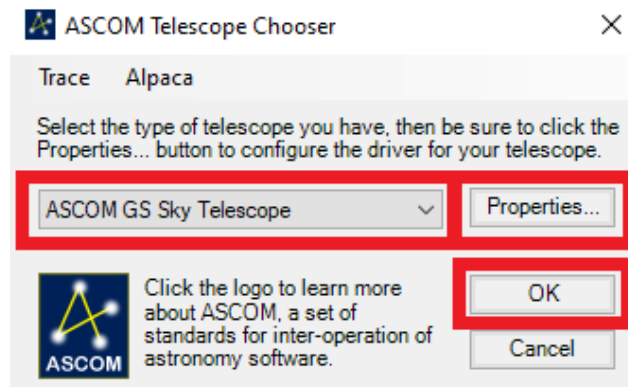 ASCOM Telescope Chooser
Trace Alpaca
Select the type of telescope you have, then be sure to click the
Properties... button to configure the driver for your telescope.
ASCOM GS Sky Telescope
Properties...
Click the logo to learn more
about ASCOM, a set of
standards for inter-operation of
astronomy software.
ASCOM
OK
Cancel